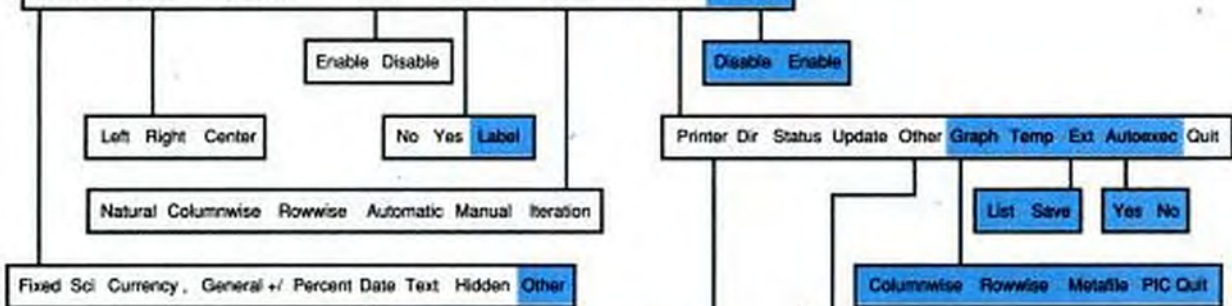 Enable Disable
Disable Enable
Left Right Center
No Yes Label
Printer Dir Status Update Other Graph Temp Ext Autoexec Quit
Natural Columnwise Rowwise Automatic Manual Iteration
List Save
Yes No
Fixed Sci Currency , General +/ Percent Date Text Hidden Other
Columnwise Rowwise Metafile PIC Quit